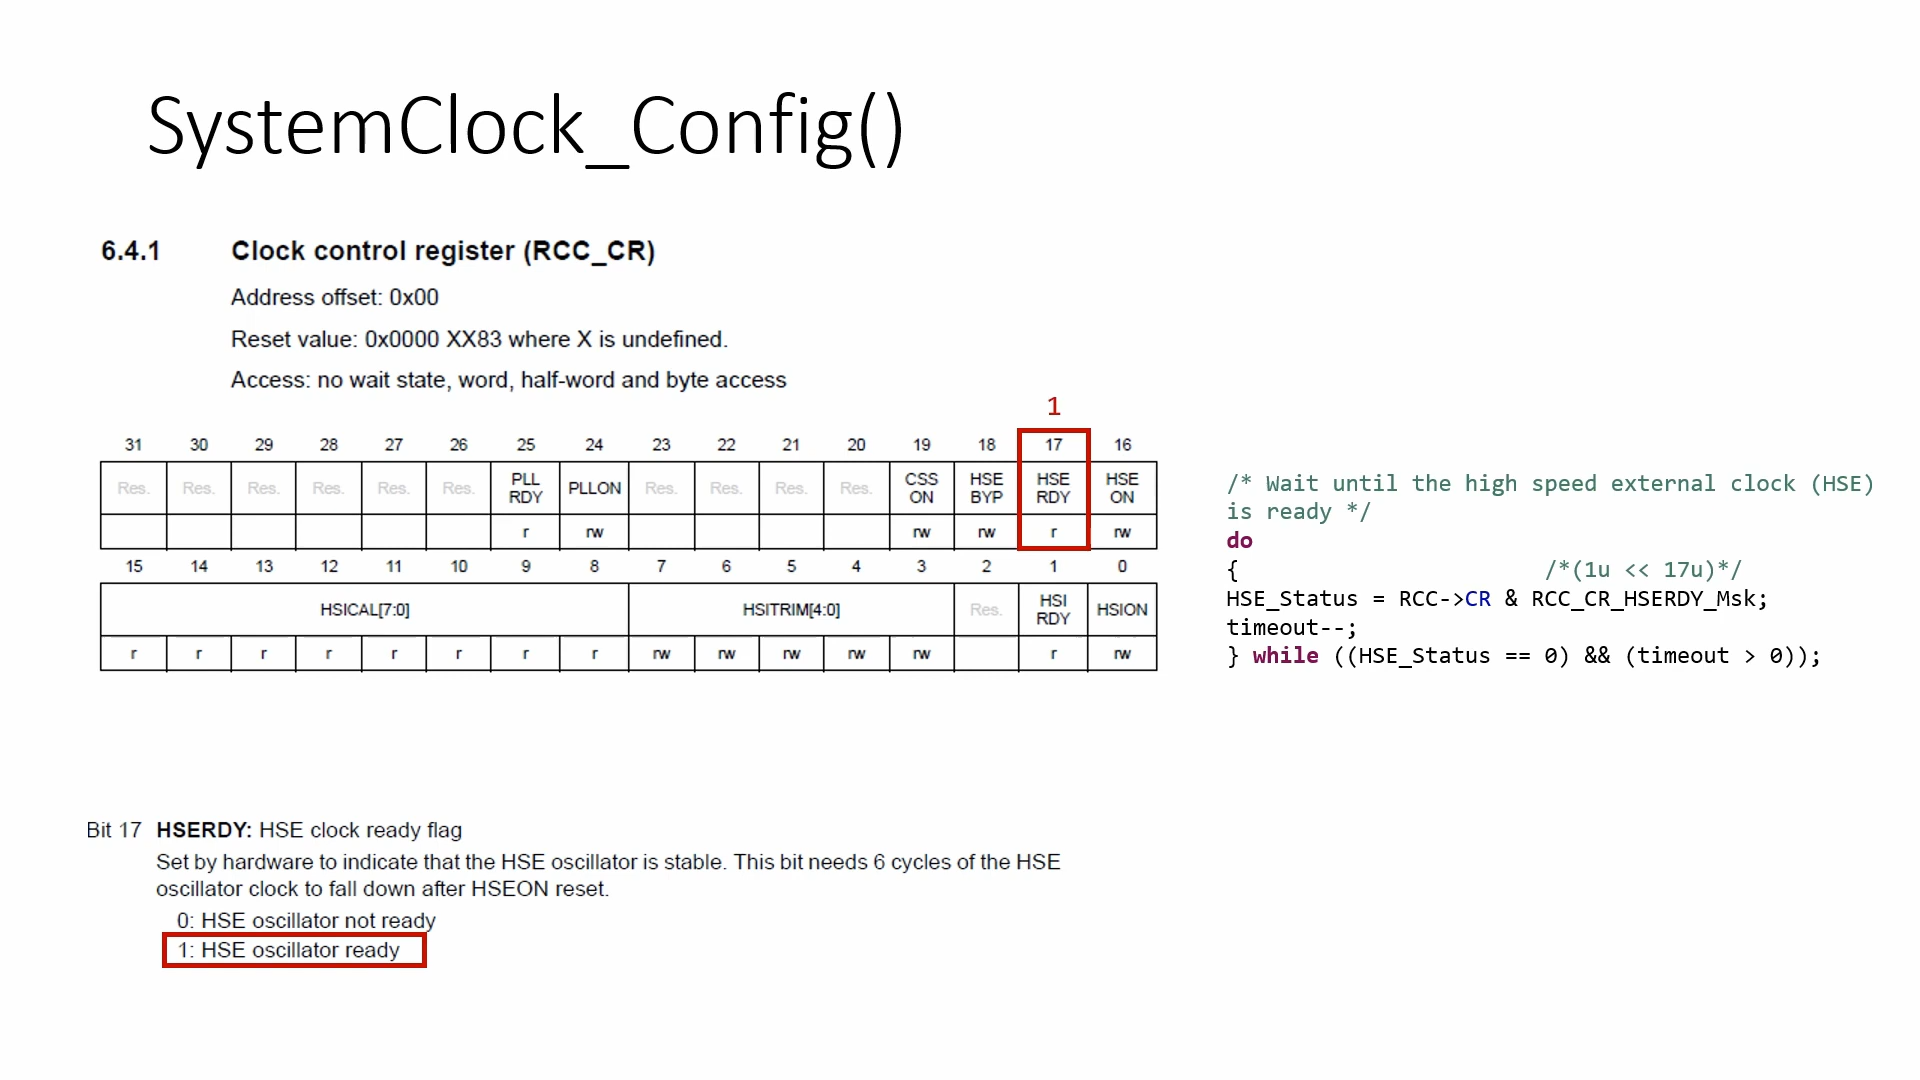 SystemClock_Config()
6.4.1 Clock control register (RCC_CR)
Address offset: 0x00
Reset value: 0x0000 XX83 where X is undefined.
Access: no wait state, word, half-word and byte access
1
31 30 29 28 27 26 25 24 23 22 21 20 19 18 17 16
Res. Res. Res. Res. Res. Res. PLL RDY PLLON Res. Res. Res. Res. CSS ON HSE BYP HSE RDY HSE ON
r rw rw rw r rw
15 14 13 12 11 10 9 8 7 6 5 4 3 2 1 0
HSICAL[7:0] HSITRIM[4:0] Res. HSI RDY HSION
r r r r r r r r rw rw rw rw rw r rw
/* Wait until the high speed external clock (HSE)
is ready */
do
{ /*(1u << 17u)*/
HSE_Status = RCC->CR & RCC_CR_HSERDY_Msk;
timeout--;
} while ((HSE_Status == 0) && (timeout > 0));
Bit 17 HSERDY: HSE clock ready flag
Set by hardware to indicate that the HSE oscillator is stable. This bit needs 6 cycles of the HSE
oscillator clock to fall down after HSEON reset.
0: HSE oscillator not ready
1: HSE oscillator ready